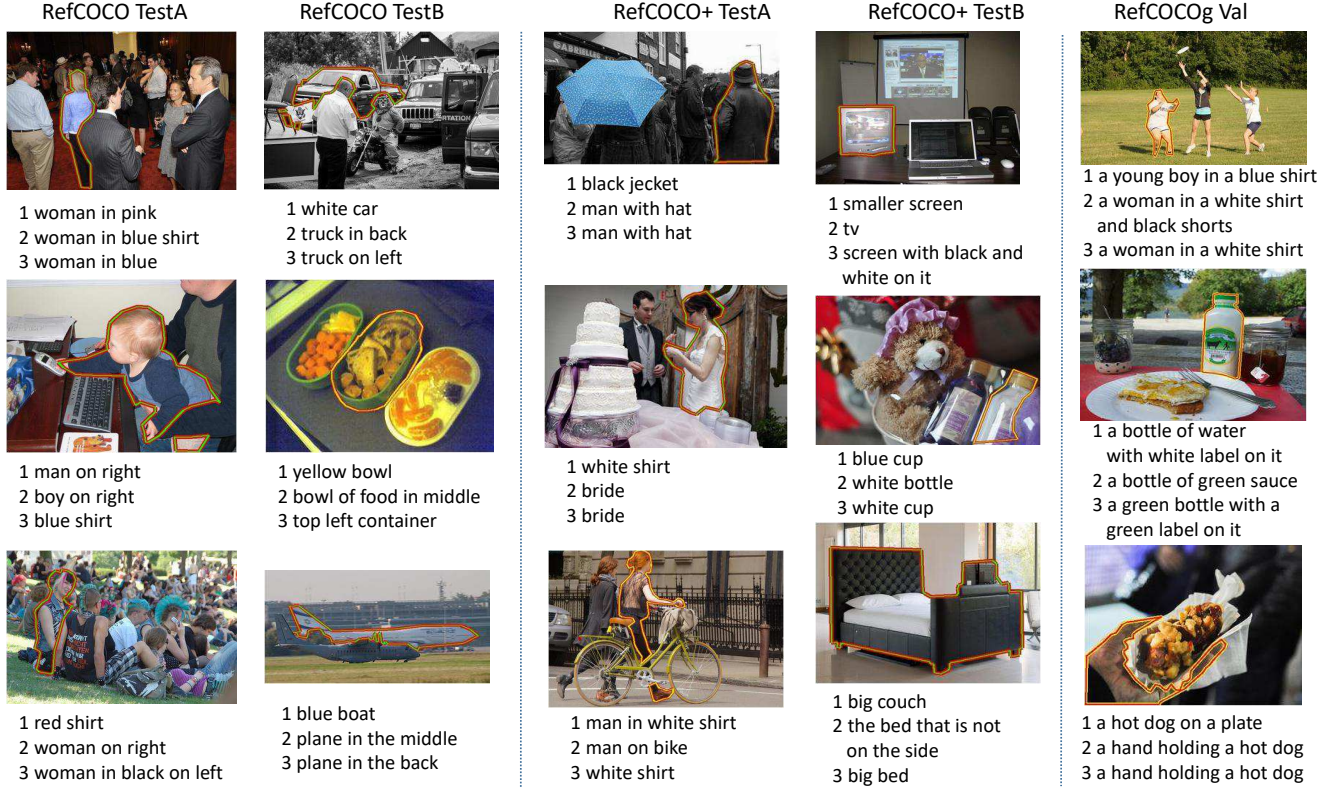 RefCOCO TestA
RefCOCO TestB
RefCOCO+ TestA
RefCOCO+ TestB
RefCOCOg Val
GABRIELLE
RTATION
1 woman in pink
2 woman in blue shirt
3 woman in blue
1 white car
2 truck in back
3 truck on left
1 black jecket
2 man with hat
3 man with hat
1 smaller screen
2 tv
3 screen with black and
white on it
1 a young boy in a blue shirt
2 a woman in a white shirt
and black shorts
3 a woman in a white shirt
1 man on right
2 boy on right
3 blue shirt
1 yellow bowl
2 bowl of food in middle
3 top left container
1 white shirt
2 bride
3 bride
1 blue cup
2 white bottle
3 white cup
1 a bottle of water
with white label on it
2 a bottle of green sauce
3 a green bottle with a
green label on it
1 red shirt
2 woman on right
3 woman in black on left
1 blue boat
2 plane in the middle
3 plane in the back
1 man in white shirt
2 man on bike
3 white shirt
1 big couch
2 the bed that is not
on the side
3 big bed
1 a hot dog on a plate
2 a hand holding a hot dog
3 a hand holding a hot dog